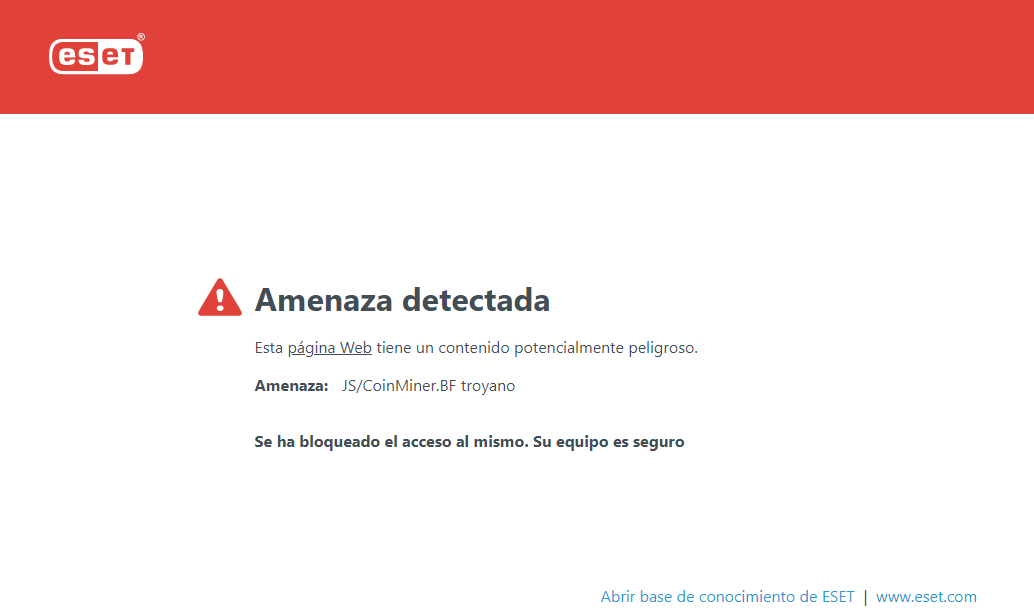 eset®
Amenaza detectada
Esta página Web tiene un contenido potencialmente peligroso.
Amenaza: JS/CoinMiner.BF troyano
Se ha bloqueado el acceso al mismo. Su equipo es seguro
Abrir base de conocimiento de ESET | www.eset.com